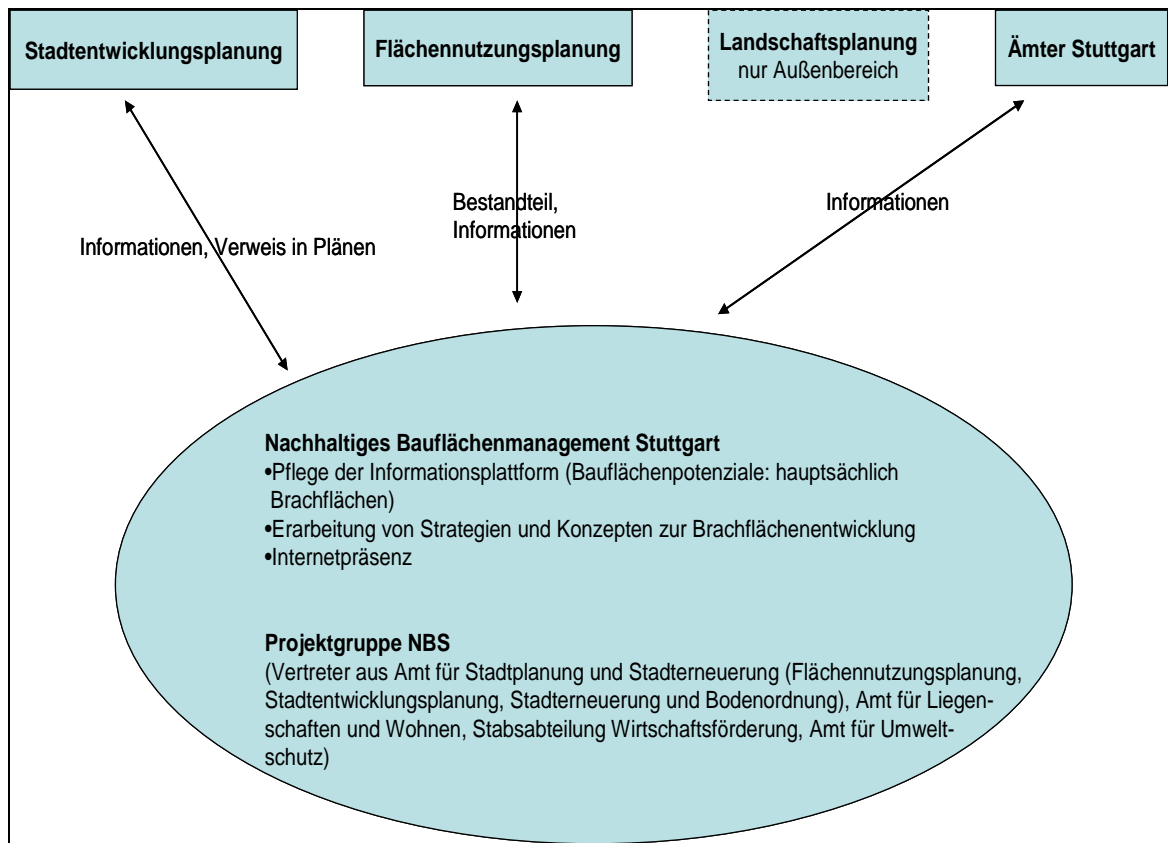 Stadtentwicklungsplanung
Flächennutzungsplanung
Landschaftsplanung
nur Außenbereich
Ämter Stuttgart
Bestandteil,
Informationen
Informationen
Informationen, Verweis in Plänen
Nachhaltiges Bauflächenmanagement Stuttgart
•Pflege der Informationsplattform (Bauflächenpotenziale: hauptsächlich
Brachflächen)
•Erarbeitung von Strategien und Konzepten zur Brachflächenentwicklung
•Internetpräsenz
Projektgruppe NBS
(Vertreter aus Amt für Stadtplanung und Stadterneuerung (Flächennutzungsplanung,
Stadtentwicklungsplanung, Stadterneuerung und Bodenordnung), Amt für Liegen-
schaften und Wohnen, Stabsabteilung Wirtschaftsförderung, Amt für Umwelt-
schutz)